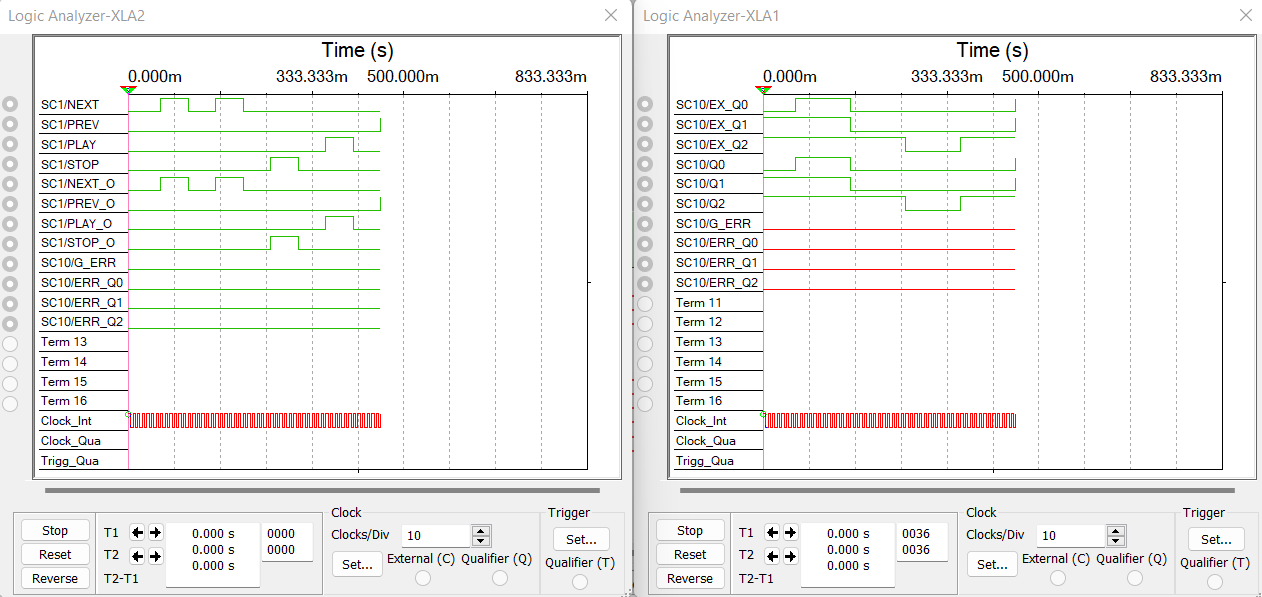 Logic Analyzer-XLA2
Time (s)
0.000m 333.333m 500.000m 833.333m
SC1/NEXT
SC1/PREV
SC1/PLAY
SC1/STOP
SC1/NEXT_O
SC1/PREV_O
SC1/PLAY_O
SC1/STOP_O
SC10/G_ERR
SC10/ERR_Q0
SC10/ERR_Q1
SC10/ERR_Q2
Term 13
Term 14
Term 15
Term 16
Clock_Int
Clock_Qua
Trigg_Qua
Stop
Reset
Reverse
T1 0.000 s 0000
T2 0.000 s 0000
T2-T1 0.000 s
Clock
Clocks/Div 10
Set...
External (C) Qualifier (Q)
Trigger
Set...
Qualifier (T)
Logic Analyzer-XLA1
Time (s)
0.000m 333.333m 500.000m 833.333m
SC10/EX_Q0
SC10/EX_Q1
SC10/EX_Q2
SC10/Q0
SC10/Q1
SC10/Q2
SC10/G_ERR
SC10/ERR_Q0
SC10/ERR_Q1
SC10/ERR_Q2
Term 11
Term 12
Term 13
Term 14
Term 15
Term 16
Clock_Int
Clock_Qua
Trigg_Qua
Stop
Reset
Reverse
T1 0.000 s 0036
T2 0.000 s 0036
T2-T1 0.000 s
Clock
Clocks/Div 10
Set...
External (C) Qualifier (Q)
Trigger
Set...
Qualifier (T)